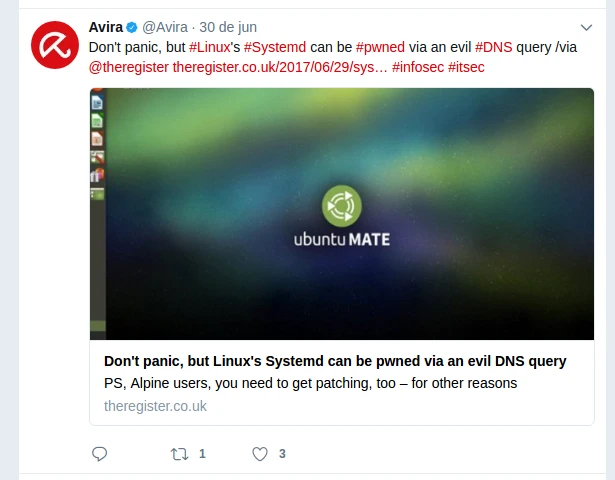 Avira @Avira · 30 de jun
Don't panic, but #Linux's #Systemd can be #pwned via an evil #DNS query /via
@theregister theregister.co.uk/2017/06/29/sys… #infosec #itsec
ubuntu MATE
Don't panic, but Linux's Systemd can be pwned via an evil DNS query
PS, Alpine users, you need to get patching, too – for other reasons
theregister.co.uk
1 3